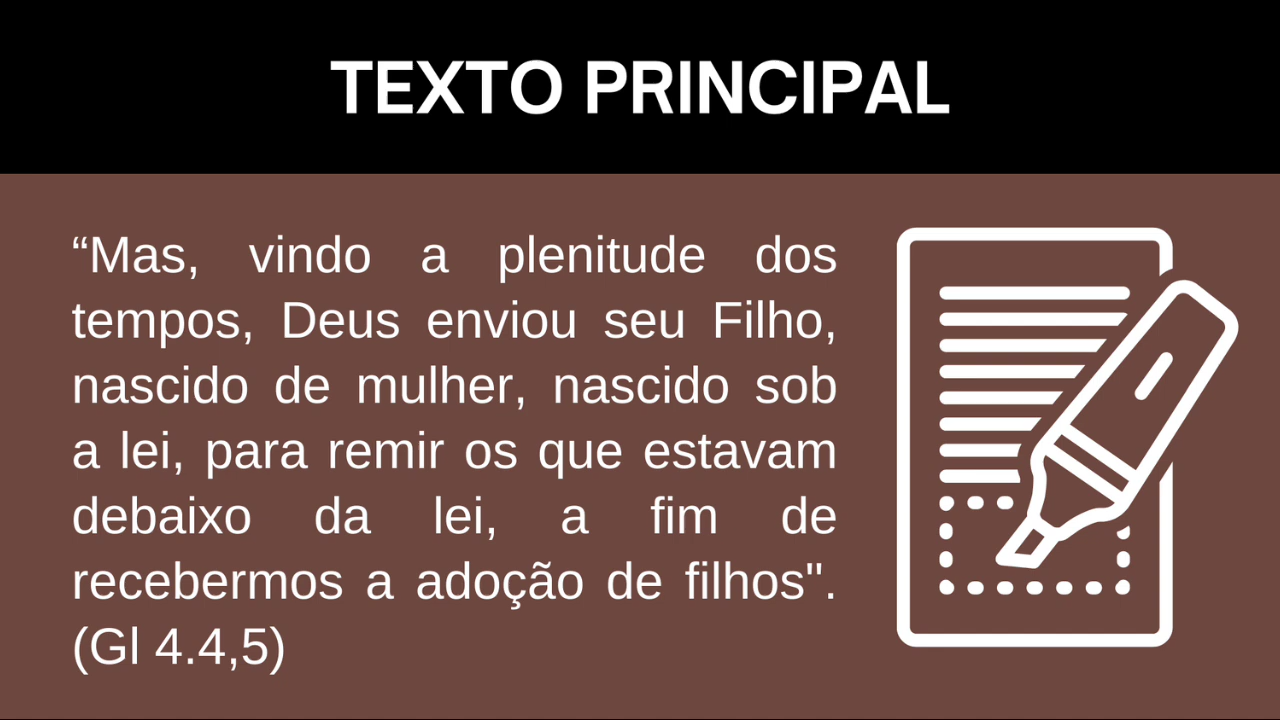 TEXTO PRINCIPAL
“Mas, vindo a plenitude dos
tempos, Deus enviou seu Filho,
nascido de mulher, nascido sob
a lei, para remir os que estavam
debaixo da lei, a fim de
recebermos a adoção de filhos".
(Gl 4.4,5)